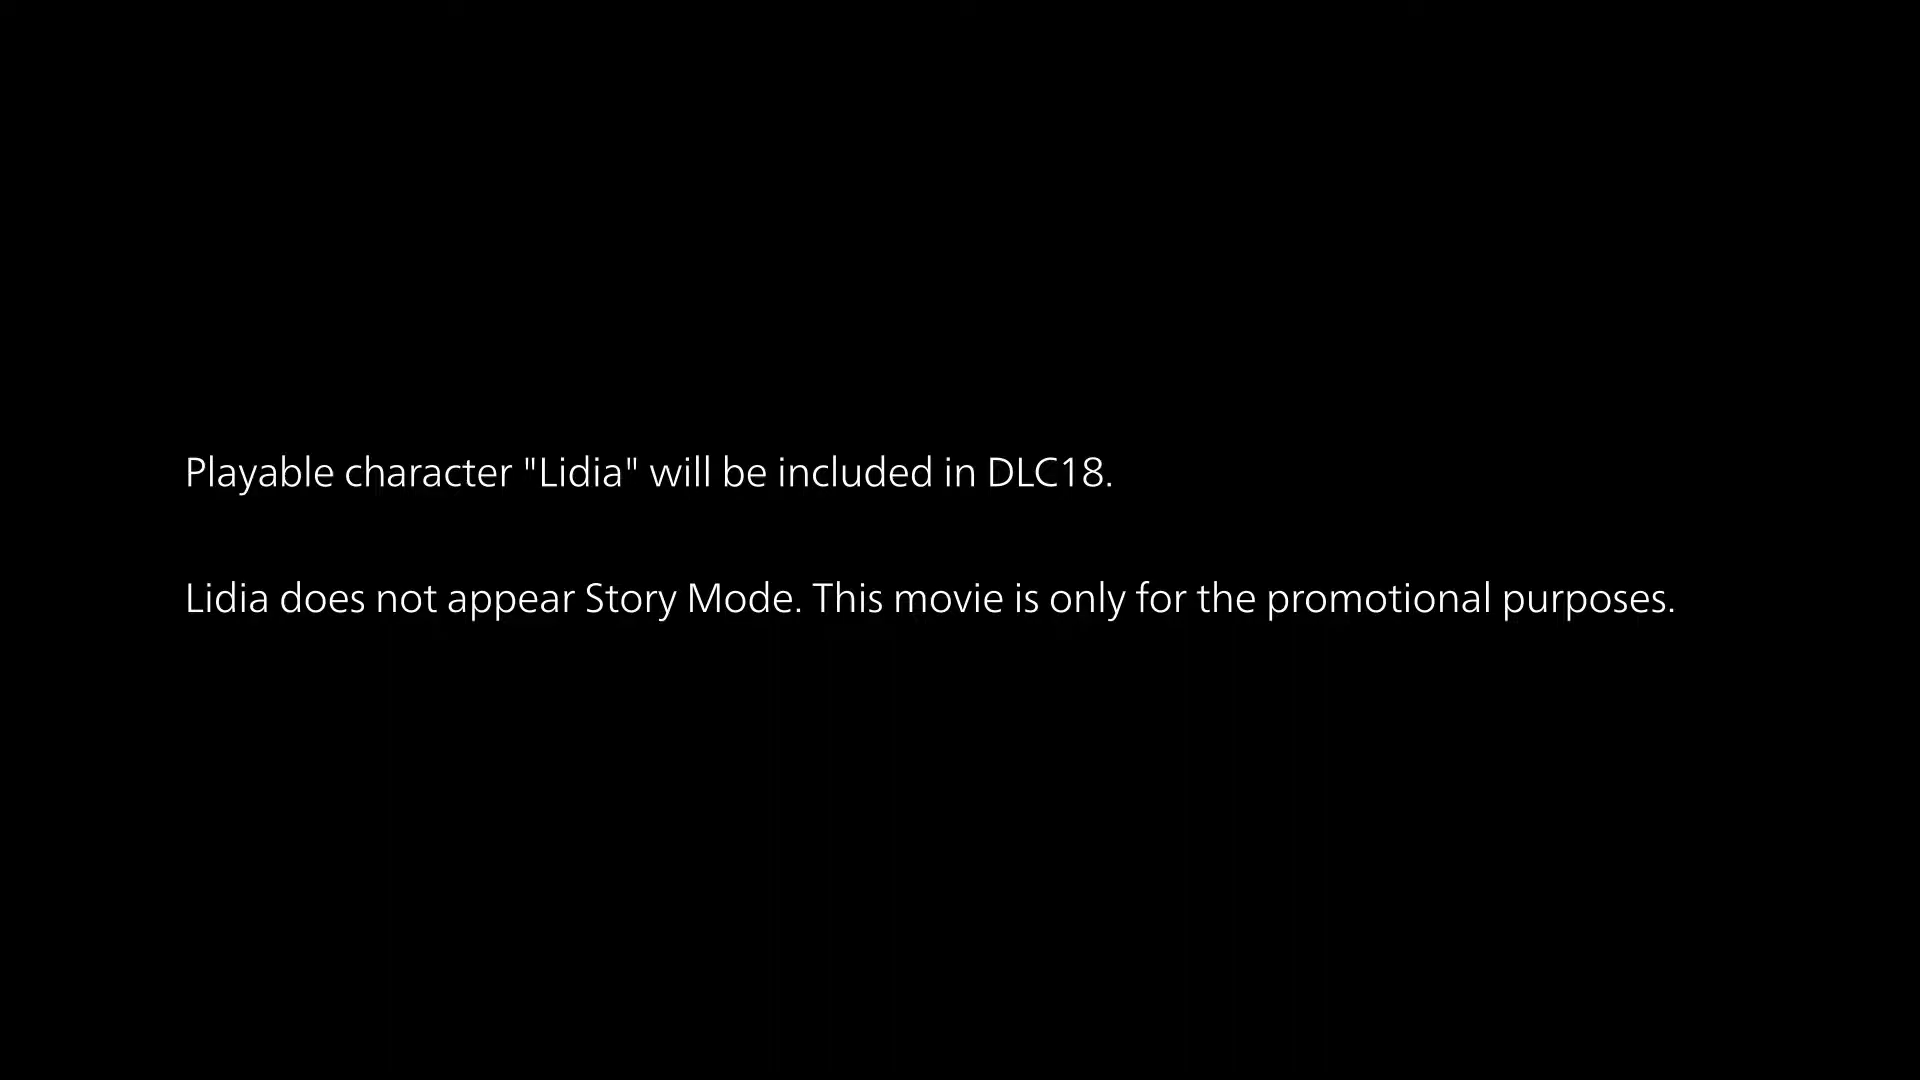 Playable character "Lidia" will be included in DLC18.
Lidia does not appear Story Mode. This movie is only for the promotional purposes.